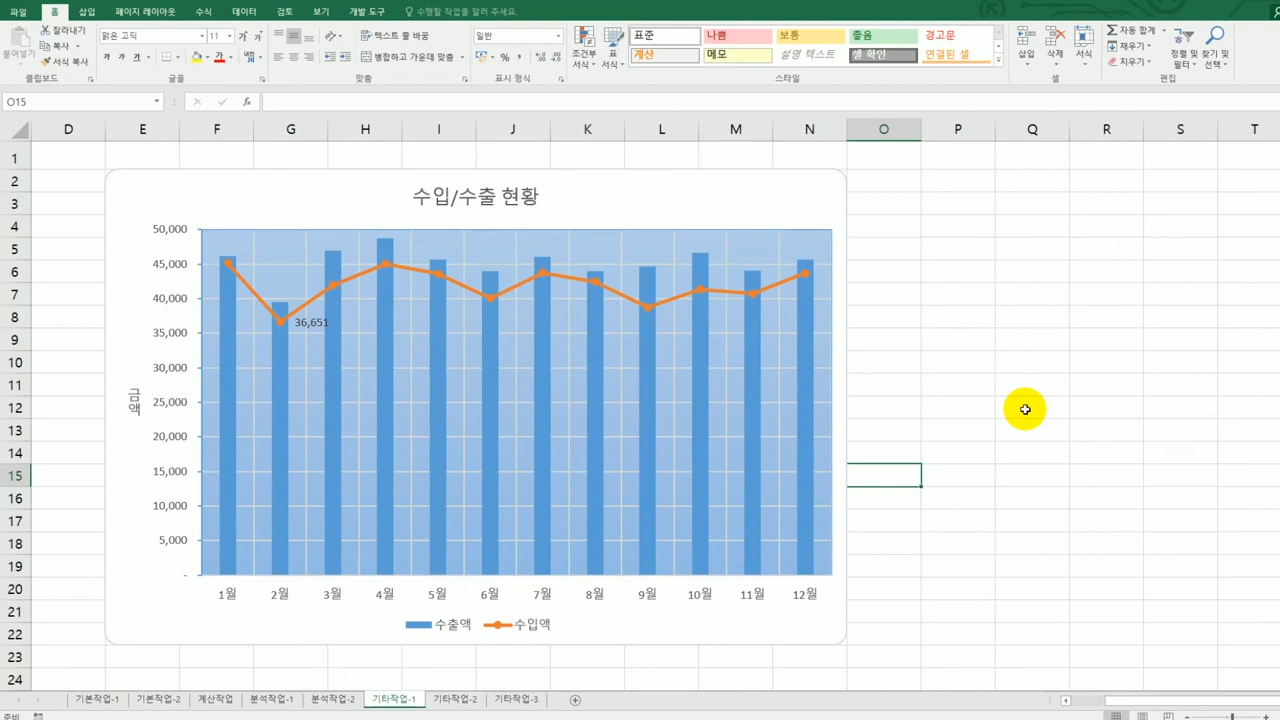 파일 홈 삽입 페이지 레이아웃 수식 데이터 검토 보기 개발 도구 수행할 작업을 알려 주세요.
붙여넣기 잘라내기 복사 서식 복사 클립보드
맑은 고딕 11 가 가 가 가 가 글꼴
텍스트 줄 바꿈 병합하고 가운데 맞춤 맞춤
일반 % 표시 형식
조건부 서식 표 서식
표준 나쁨 보통 좋음 경고문
계산 메모 설명 텍스트 셀 확인 연결된 셀
스타일
삽입 삭제 서식 셀
자동 합계 채우기 지우기 정렬 및 필터 찾기 및 선택 편집
O15 fx
D E F G H I J K L M N O P Q R S T
1
2
3
4
5
6
7
8
9
10
11
12
13
14
15
16
17
18
19
20
21
22
23
24
수입/수출 현황
50,000
45,000
40,000
35,000
30,000
25,000
20,000
15,000
10,000
5,000
-
36,651
금액
1월 2월 3월 4월 5월 6월 7월 8월 9월 10월 11월 12월
수출액 수입액
기본작업-1 기본작업-2 계산작업 분석작업-1 분석작업-2 기타작업-1 기타작업-2 기타작업-3
준비